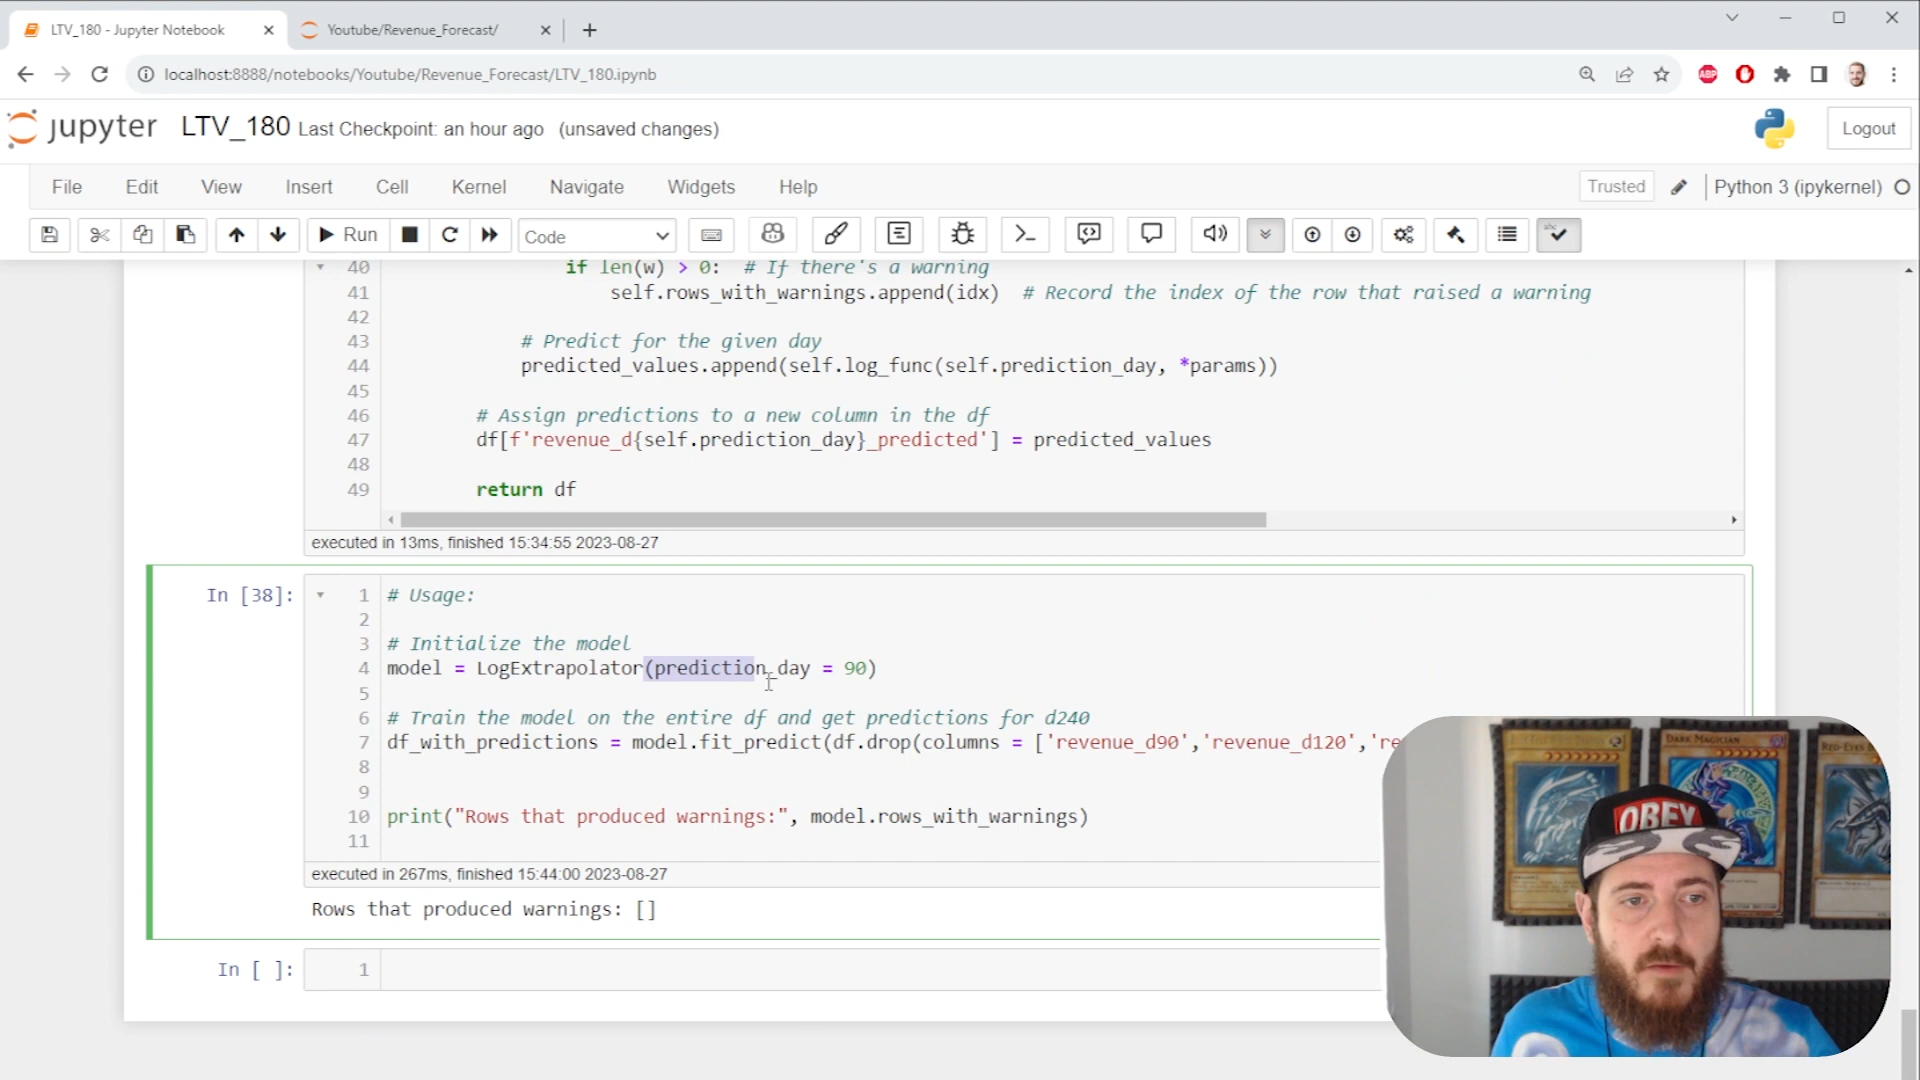 LTV_180 - Jupyter Notebook
Youtube/Revenue_Forecast/
localhost:8888/notebooks/Youtube/Revenue_Forecast/LTV_180.ipynb
ABP
jupyter LTV_180 Last Checkpoint: an hour ago (unsaved changes)
Logout
File Edit View Insert Cell Kernel Navigate Widgets Help
Trusted
Python 3 (ipykernel)
Run
Code
abc
40 if len(w) > 0: # If there's a warning
41 self.rows_with_warnings.append(idx) # Record the index of the row that raised a warning
42
43 # Predict for the given day
44 predicted_values.append(self.log_func(self.prediction_day, *params))
45
46 # Assign predictions to a new column in the df
47 df[f'revenue_d{self.prediction_day}_predicted'] = predicted_values
48
49 return df
executed in 13ms, finished 15:34:55 2023-08-27
In [38]:
1 # Usage:
2
3 # Initialize the model
4 model = LogExtrapolator(prediction_day = 90)
5
6 # Train the model on the entire df and get predictions for d240
7 df_with_predictions = model.fit_predict(df.drop(columns = ['revenue_d90','revenue_d120','re
8
9
10 print("Rows that produced warnings:", model.rows_with_warnings)
11
executed in 267ms, finished 15:44:00 2023-08-27
Rows that produced warnings: []
In [ ]:
1
DARK MAGICIAN
RED-EYES B
OBEY